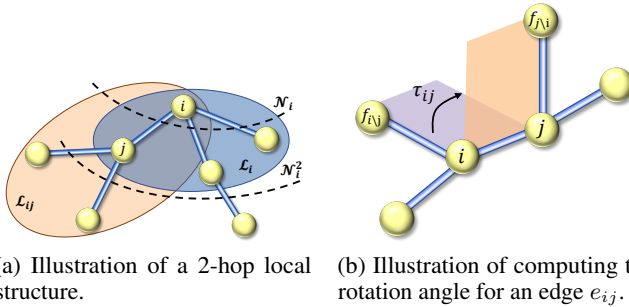 f_{j\i}
i
𝒩_i
τ_{ij}
f_{i\j}
j
ℒ_i
i
j
𝒩_i^2
ℒ_{ij}
(a) Illustration of a 2-hop local
structure.
(b) Illustration of computing t
rotation angle for an edge e_{ij}.